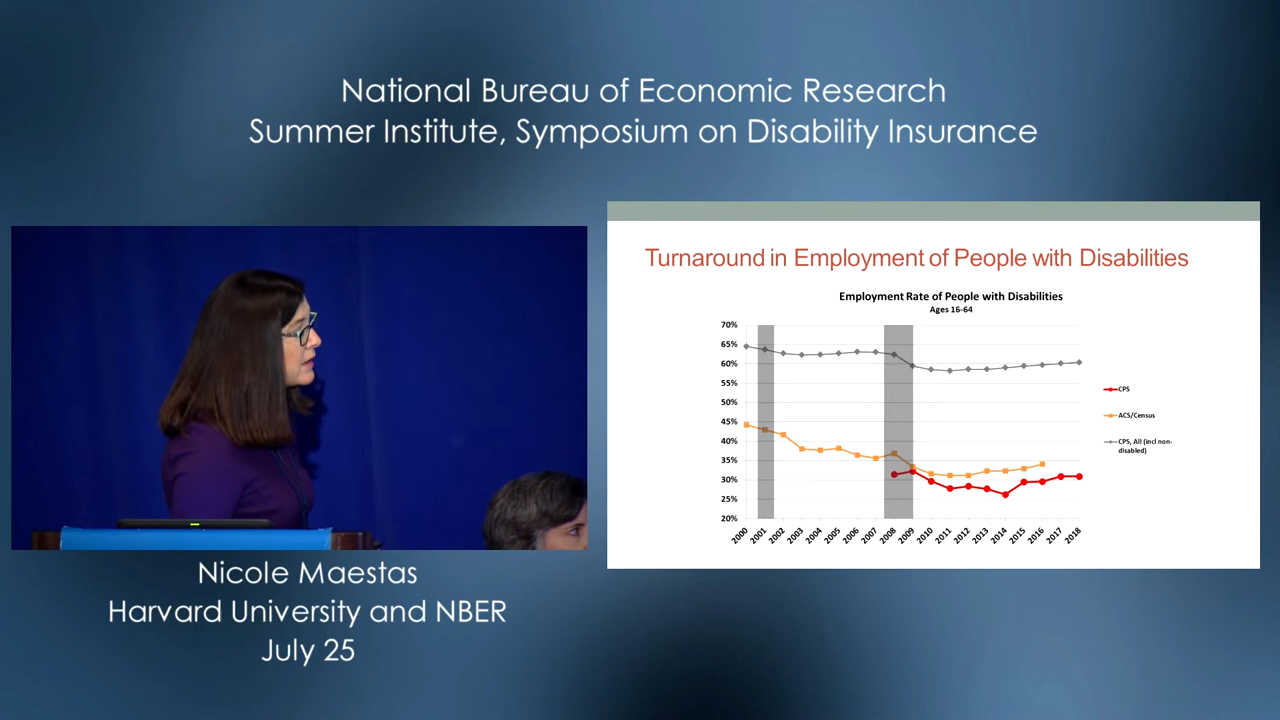 National Bureau of Economic Research
Summer Institute, Symposium on Disability Insurance
Turnaround in Employment of People with Disabilities
Employment Rate of People with Disabilities
Ages 16-64
70%
65%
60%
55%
50%
45%
40%
35%
30%
25%
20%
2000 2001 2002 2003 2004 2005 2006 2007 2008 2009 2010 2011 2012 2013 2014 2015 2016 2017 2018
CPS
ACS/Census
CPS, All (incl non-
disabled)
Nicole Maestas
Harvard University and NBER
July 25